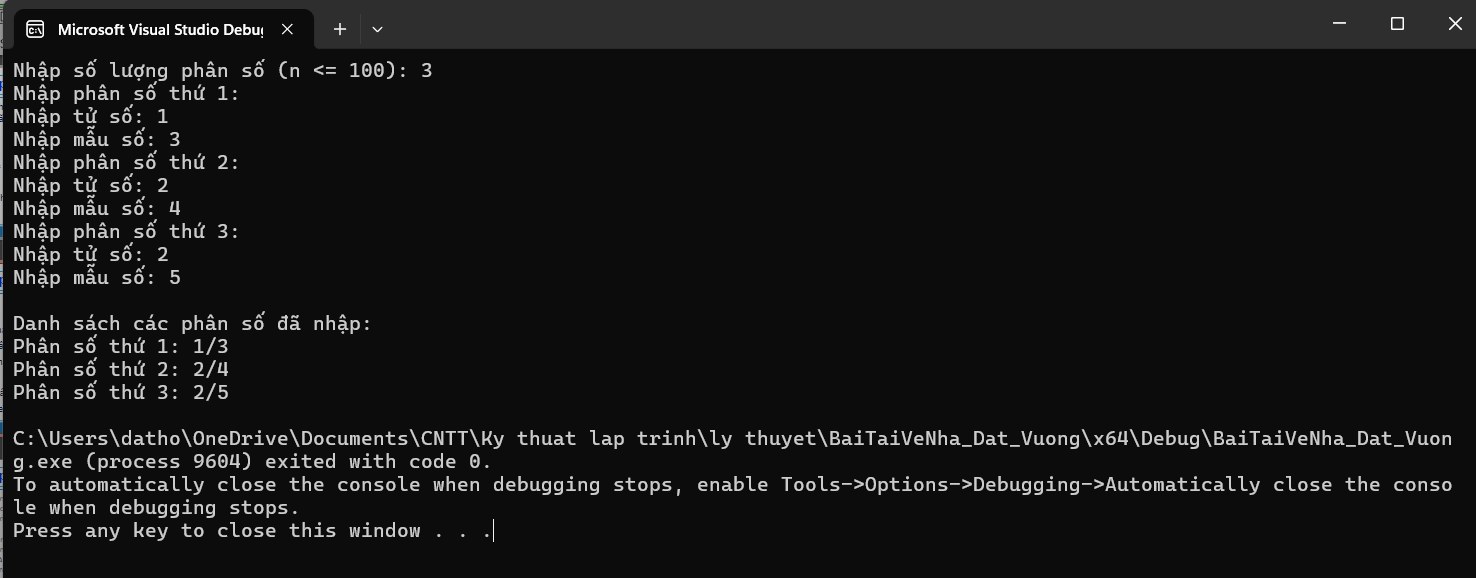 Microsoft Visual Studio Debu
Nhập số lượng phân số (n <= 100): 3
Nhập phân số thứ 1:
Nhập tử số: 1
Nhập mẫu số: 3
Nhập phân số thứ 2:
Nhập tử số: 2
Nhập mẫu số: 4
Nhập phân số thứ 3:
Nhập tử số: 2
Nhập mẫu số: 5
Danh sách các phân số đã nhập:
Phân số thứ 1: 1/3
Phân số thứ 2: 2/4
Phân số thứ 3: 2/5
C:\Users\datho\OneDrive\Documents\CNTT\Ky thuat lap trinh\ly thuyet\BaiTaiVeNha_Dat_Vuong\x64\Debug\BaiTaiVeNha_Dat_Vuon
g.exe (process 9604) exited with code 0.
To automatically close the console when debugging stops, enable Tools->Options->Debugging->Automatically close the conso
le when debugging stops.
Press any key to close this window . . .